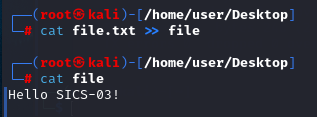 ┌──(root㉿kali)-[/home/user/Desktop]
└─# cat file.txt >> file
┌──(root㉿kali)-[/home/user/Desktop]
└─# cat file
Hello SICS-03!